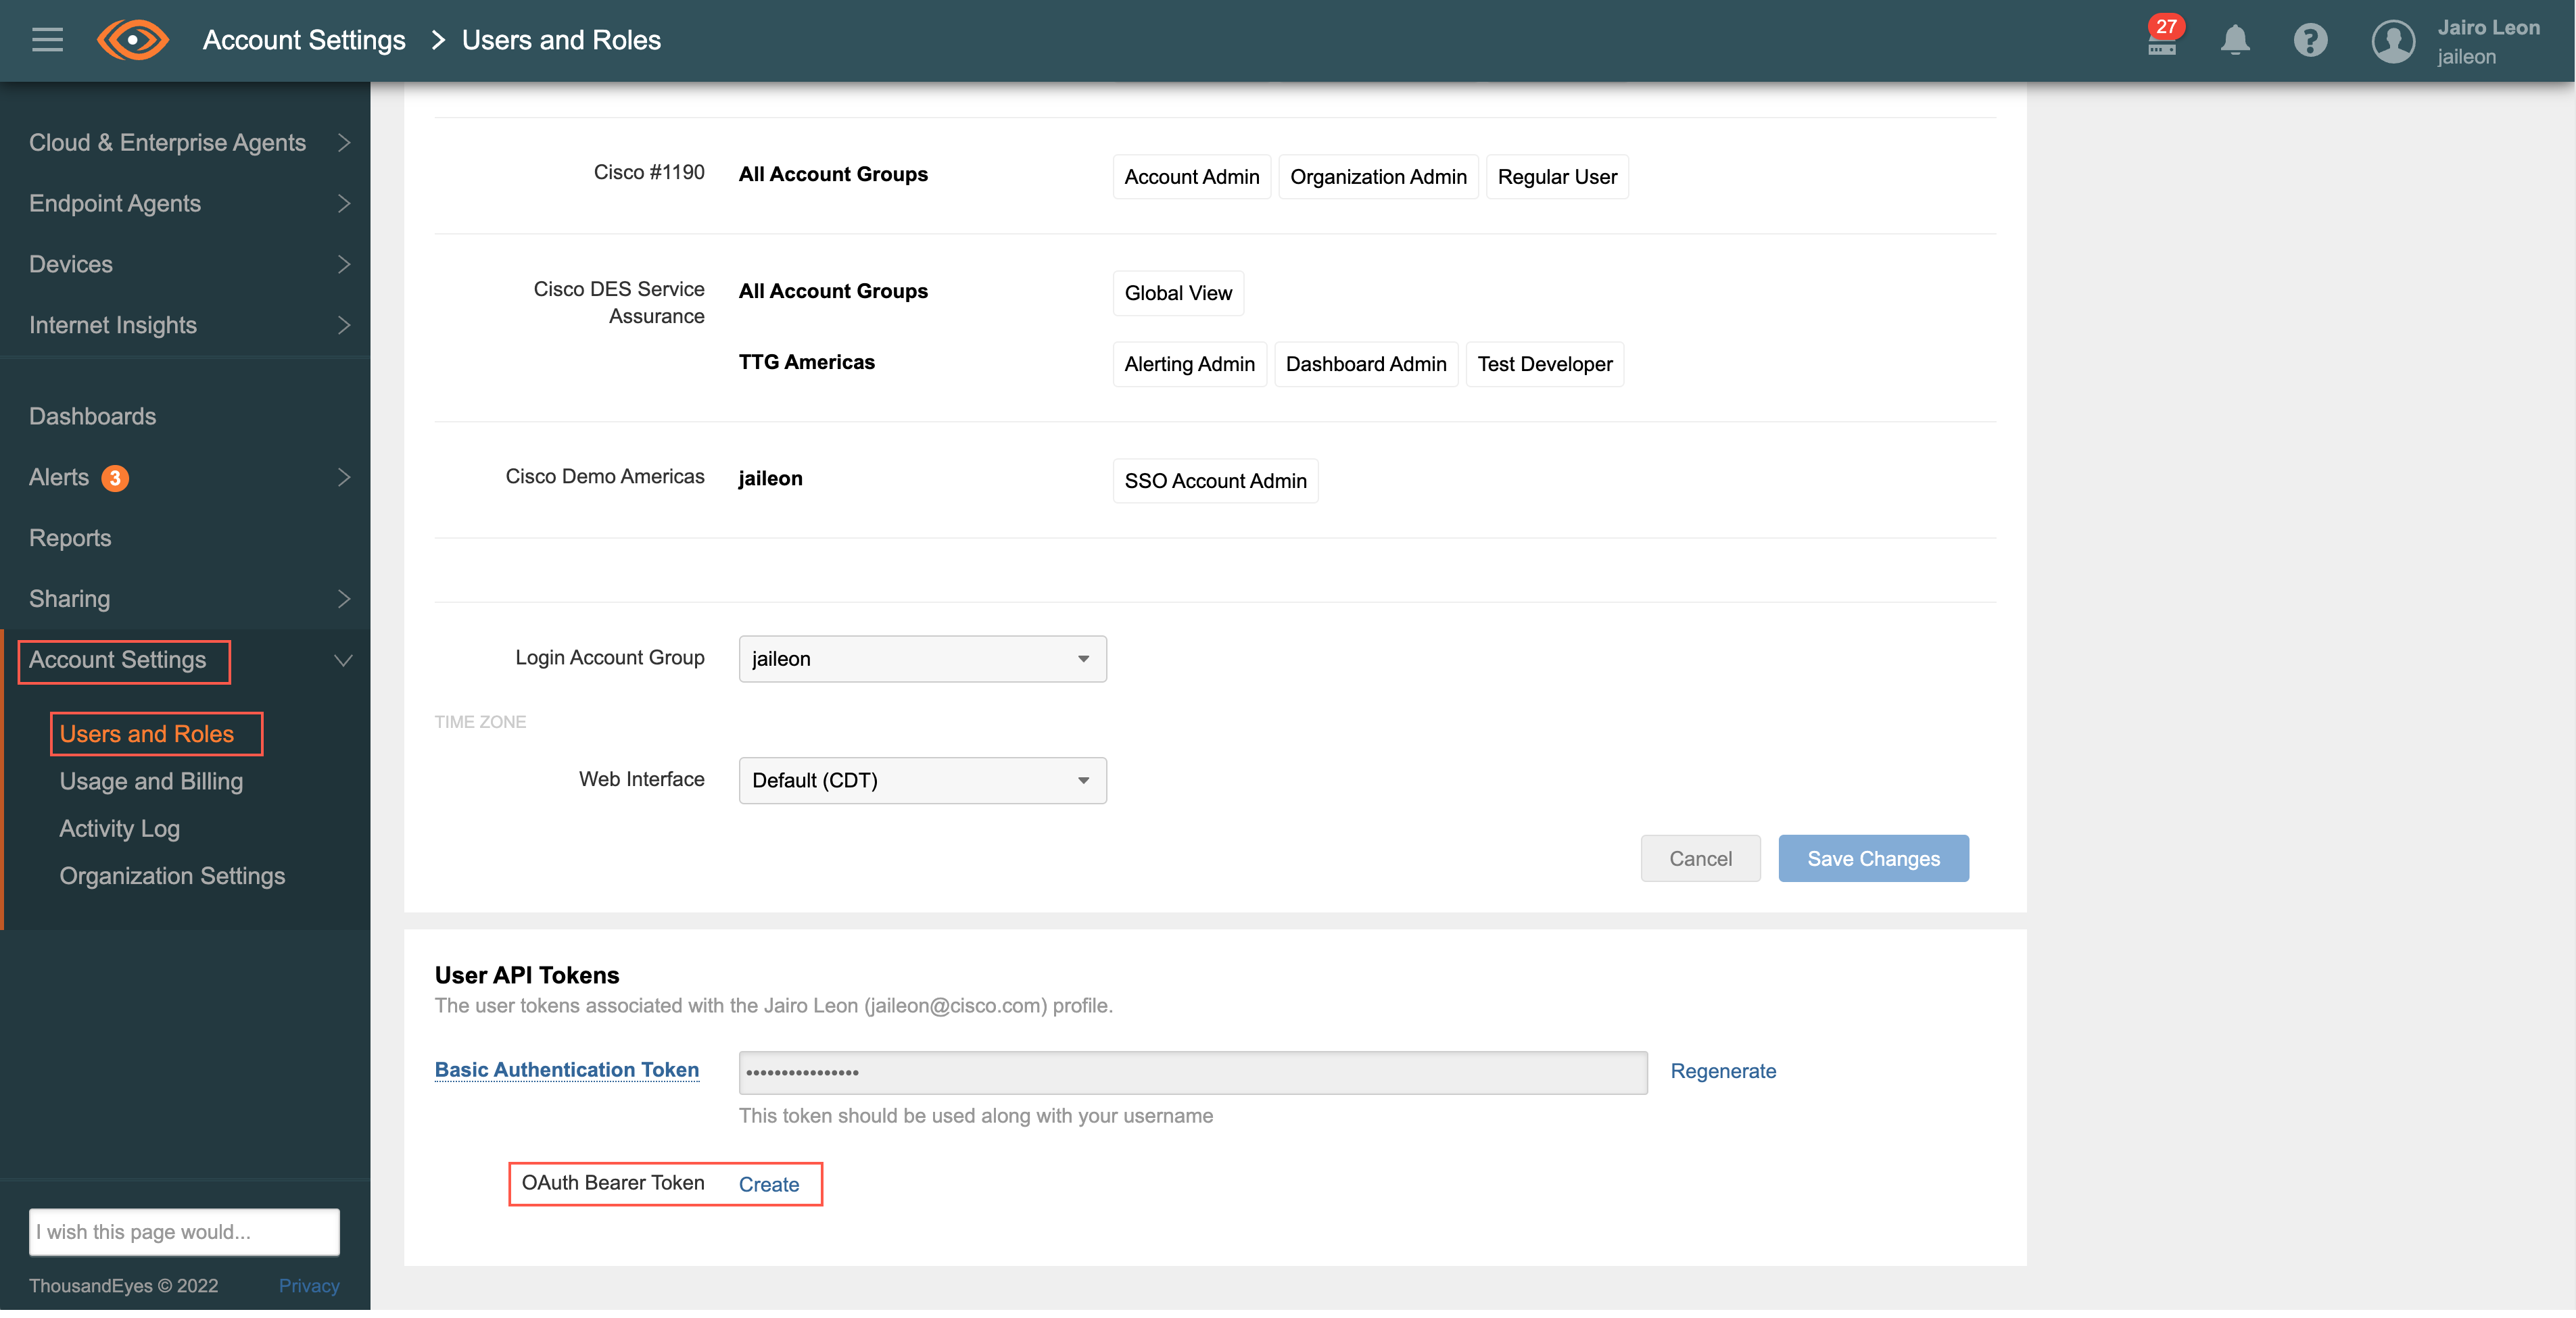 Account Settings > Users and Roles
27
Jairo Leon
jaileon
Cloud & Enterprise Agents
Endpoint Agents
Devices
Internet Insights
Dashboards
Alerts 3
Reports
Sharing
Account Settings
Users and Roles
Usage and Billing
Activity Log
Organization Settings
I wish this page would...
ThousandEyes © 2022 Privacy
Cisco #1190 All Account Groups Account Admin Organization Admin Regular User
Cisco DES Service Assurance All Account Groups Global View
TTG Americas Alerting Admin Dashboard Admin Test Developer
Cisco Demo Americas jaileon SSO Account Admin
Login Account Group jaileon
TIME ZONE
Web Interface Default (CDT)
Cancel Save Changes
User API Tokens
The user tokens associated with the Jairo Leon (jaileon@cisco.com) profile.
Basic Authentication Token •••••••••••••••• Regenerate
This token should be used along with your username
OAuth Bearer Token Create